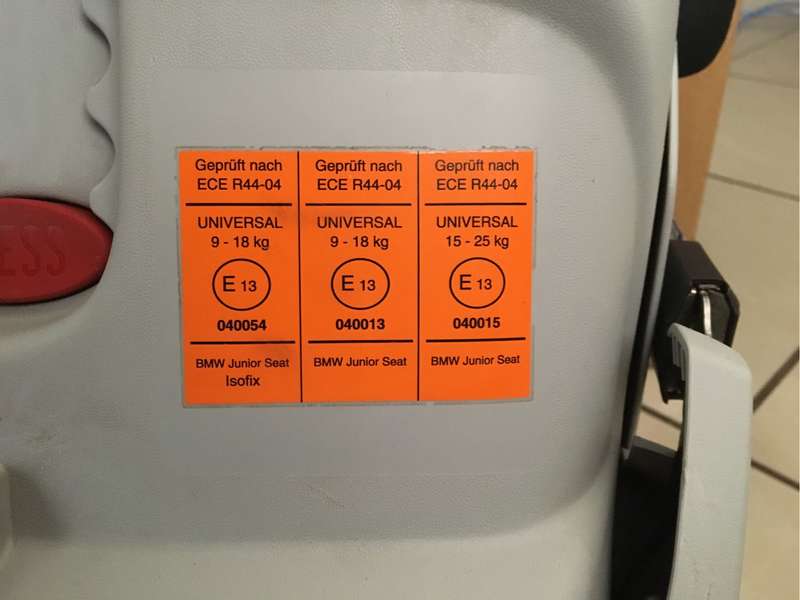 Geprüft nach
ECE R44-04
UNIVERSAL
9 - 18 kg
E 13
040054
BMW Junior Seat
Isofix
Geprüft nach
ECE R44-04
UNIVERSAL
9 - 18 kg
E 13
040013
BMW Junior Seat
Geprüft nach
ECE R44-04
UNIVERSAL
15 - 25 kg
E 13
040015
BMW Junior Seat
ESS